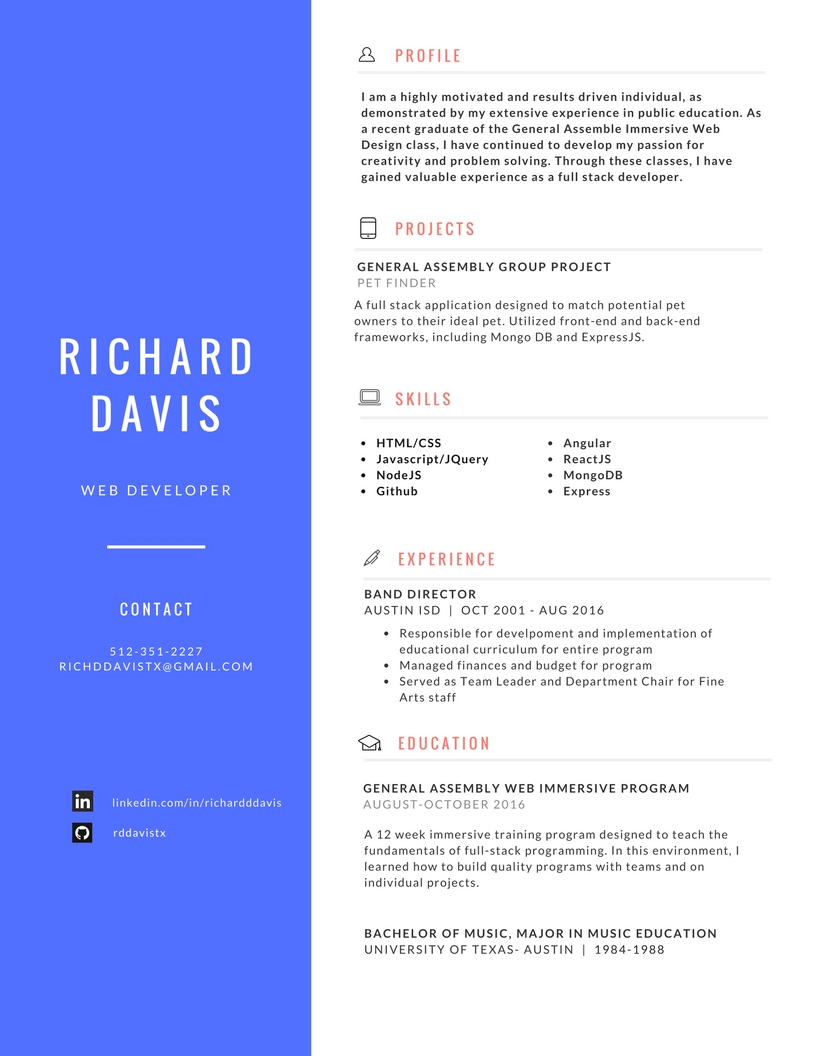 RICHARD
DAVIS
WEB DEVELOPER
CONTACT
512-351-2227
RICHDDAVISTX@GMAIL.COM
in
linkedin.com/in/richardddavis
rddavistx
PROFILE
I am a highly motivated and results driven individual, as
demonstrated by my extensive experience in public education. As
a recent graduate of the General Assemble Immersive Web
Design class, I have continued to develop my passion for
creativity and problem solving. Through these classes, I have
gained valuable experience as a full stack developer.
PROJECTS
GENERAL ASSEMBLY GROUP PROJECT
PET FINDER
A full stack application designed to match potential pet
owners to their ideal pet. Utilized front-end and back-end
frameworks, including Mongo DB and ExpressJS.
SKILLS
• HTML/CSS
• Javascript/JQuery
• NodeJS
• Github
• Angular
• ReactJS
• MongoDB
• Express
EXPERIENCE
BAND DIRECTOR
AUSTIN ISD | OCT 2001 - AUG 2016
• Responsible for develpoment and implementation of
educational curriculum for entire program
• Managed finances and budget for program
• Served as Team Leader and Department Chair for Fine
Arts staff
EDUCATION
GENERAL ASSEMBLY WEB IMMERSIVE PROGRAM
AUGUST-OCTOBER 2016
A 12 week immersive training program designed to teach the
fundamentals of full-stack programming. In this environment, I
learned how to build quality programs with teams and on
individual projects.
BACHELOR OF MUSIC, MAJOR IN MUSIC EDUCATION
UNIVERSITY OF TEXAS- AUSTIN | 1984-1988